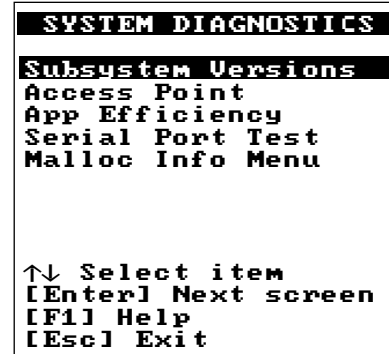 SYSTEM DIAGNOSTICS
Subsystem Versions
Access Point
App Efficiency
Serial Port Test
Malloc Info Menu
↑↓ Select item
[Enter] Next screen
[F1] Help
[Esc] Exit